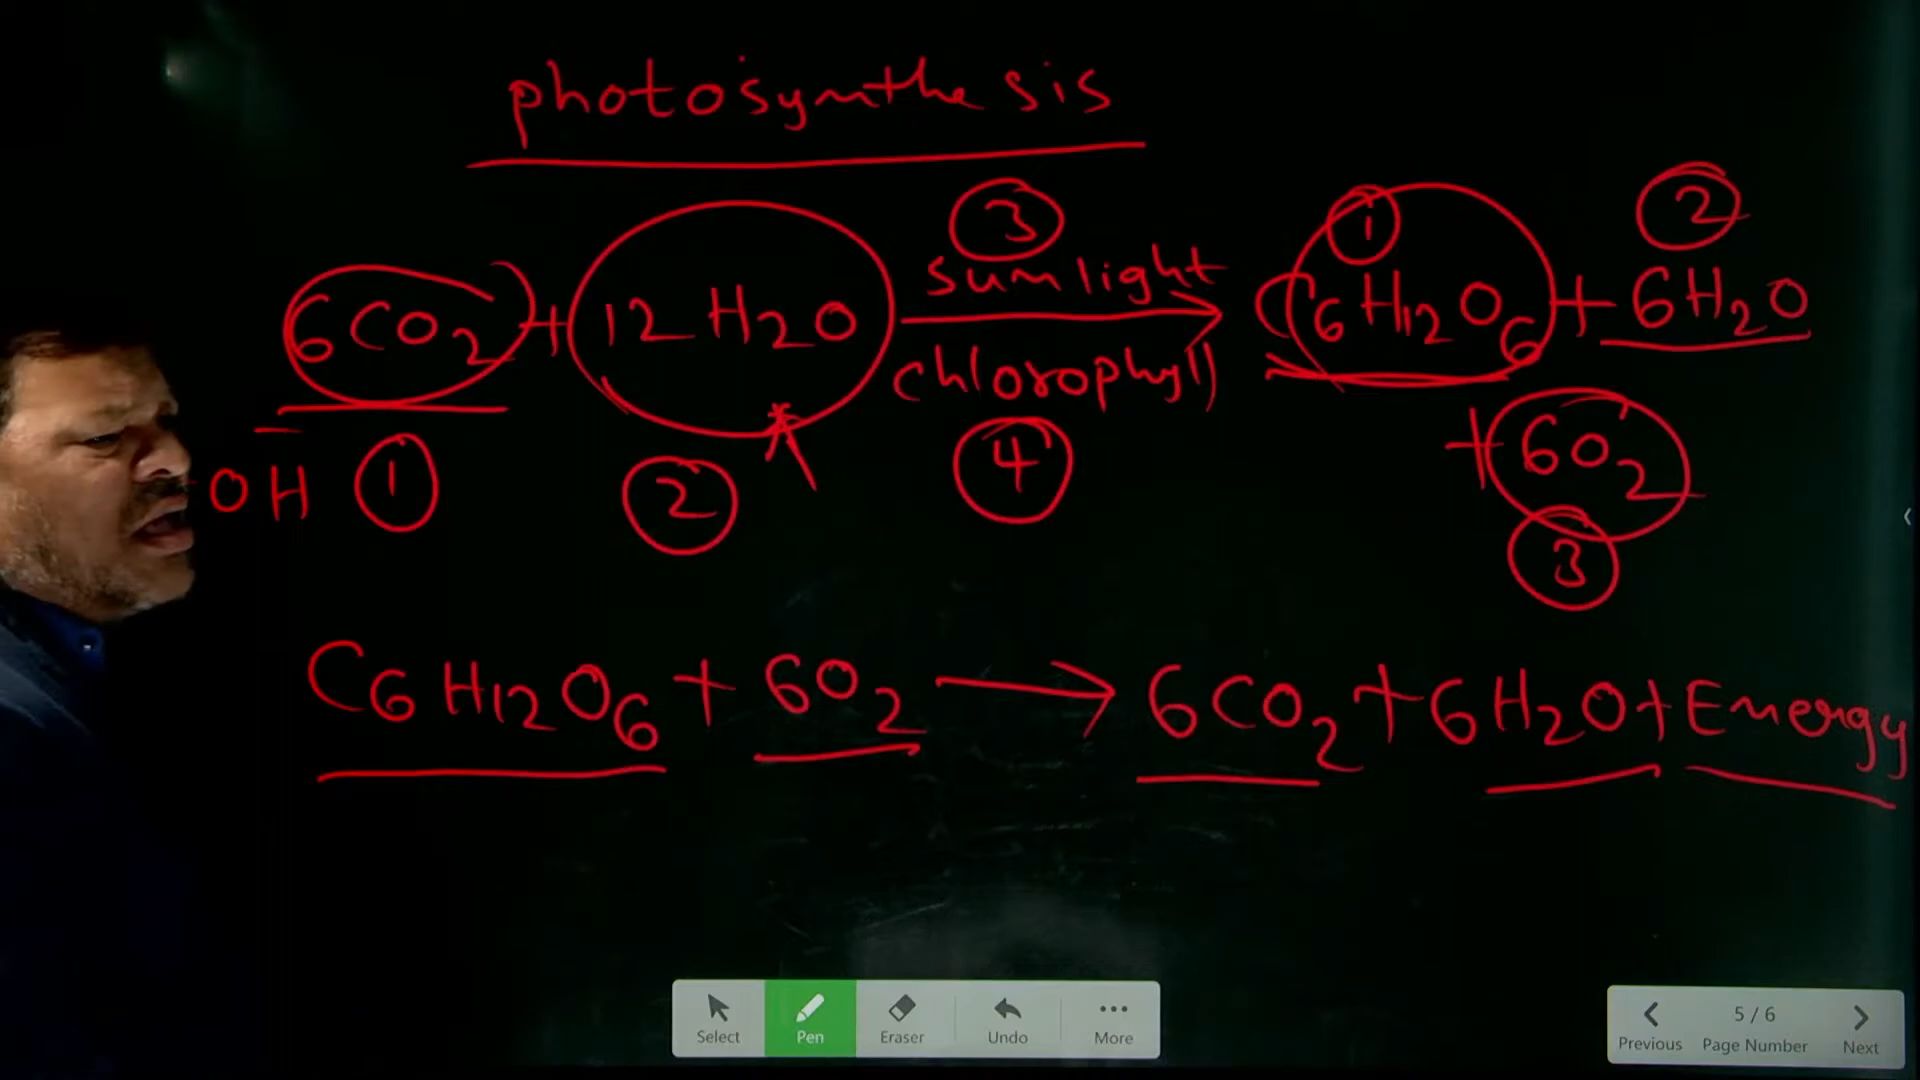 photosynthesis
6CO2 + 12H2O sunlight chlorophyll → C6H12O6 + 6H2O
+ 6O2
3
1
2
OH
1
2
4
3
C6H12O6 + 6O2 → 6CO2 + 6H2O + Energy
Select Pen Eraser Undo More
Previous 5 / 6 Page Number Next